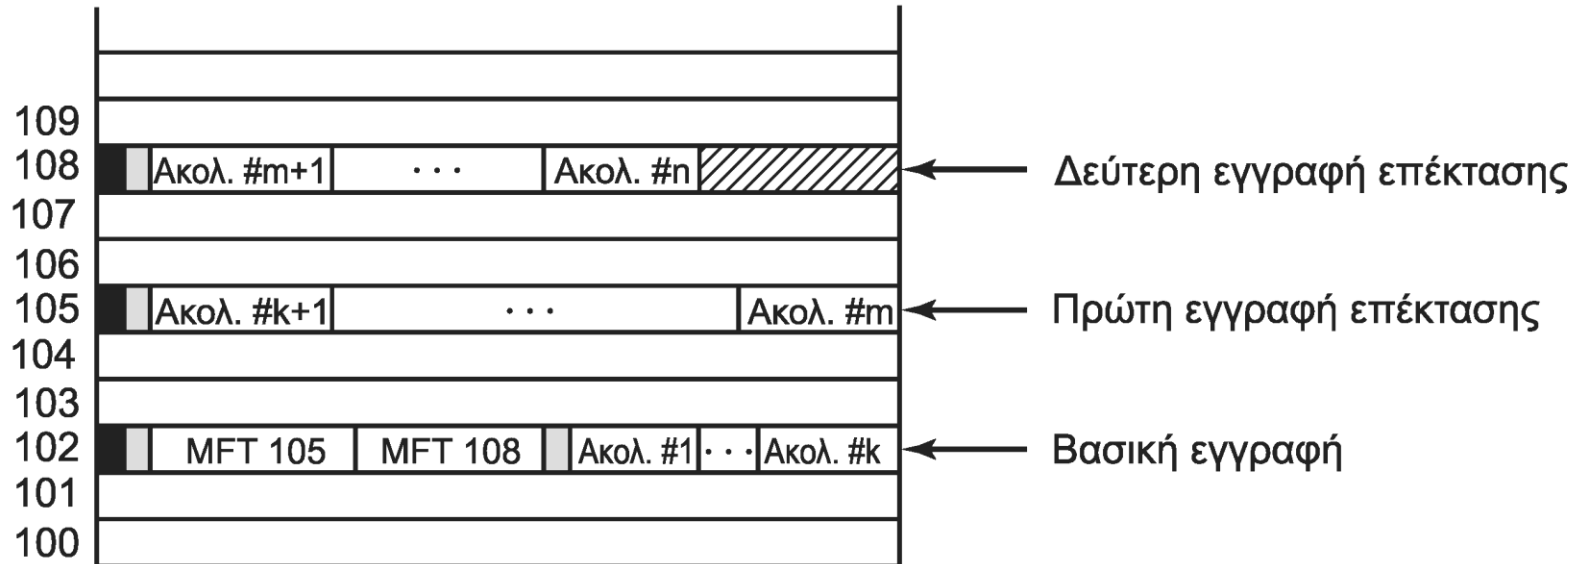 109
108 Ακολ. #m+1 ··· Ακολ. #n Δεύτερη εγγραφή επέκτασης
107
106
105 Ακολ. #k+1 ··· Ακολ. #m Πρώτη εγγραφή επέκτασης
104
103
102 MFT 105 MFT 108 Ακολ. #1 ··· Ακολ. #k Βασική εγγραφή
101
100